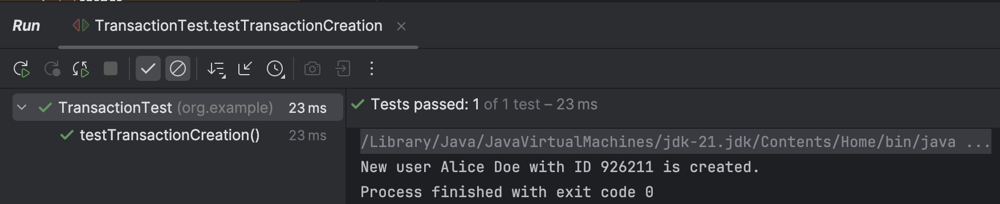 Run TransactionTest.testTransactionCreation
TransactionTest (org.example) 23 ms
testTransactionCreation() 23 ms
Tests passed: 1 of 1 test – 23 ms
/Library/Java/JavaVirtualMachines/jdk-21.jdk/Contents/Home/bin/java ...
New user Alice Doe with ID 926211 is created.
Process finished with exit code 0